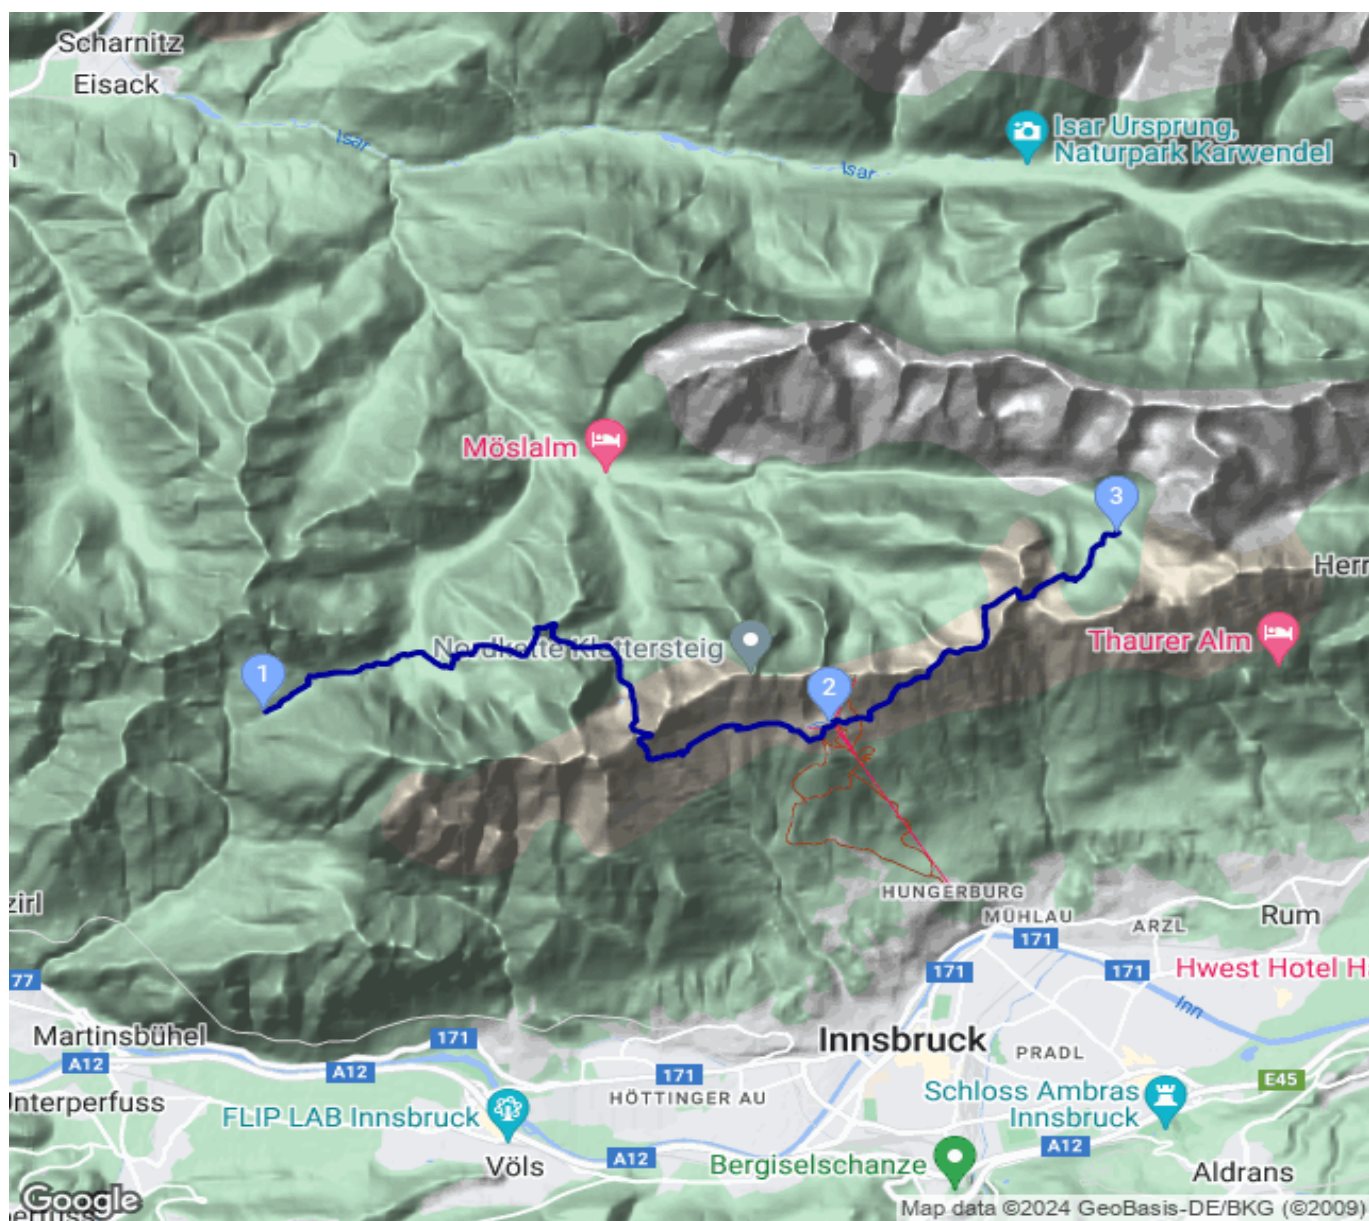 Scharnitz
Eisack
Isar
Isar
Isar Ursprung,
Naturpark Karwendel
Möslalm
3
Herr
Thaurer Alm
Nordkette Klettersteig
1
2
HUNGERBURG
MÜHLAU
ARZL
Rum
zirl
171
171
171
77
Hwest Hotel H
Inn
Martinsbühel
171
Innsbruck
PRADL
A12
A12
171
E45
Unterperfuss
HÖTTINGER AU
Schloss Ambras
Innsbruck
FLIP LAB Innsbruck
A12
A12
Völs
Bergiselschanze
Aldrans
Google
Map data ©2024 GeoBasis-DE/BKG (©2009)